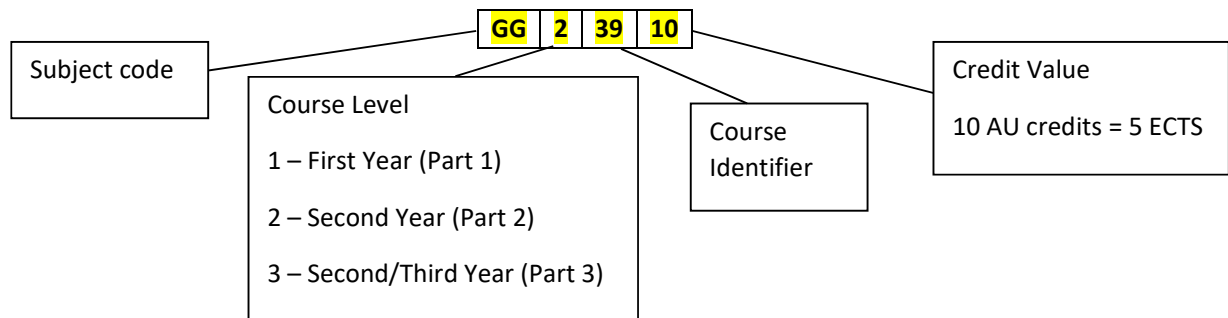 GG 2 39 10
Subject code
Course Level
1 – First Year (Part 1)
2 – Second Year (Part 2)
3 – Second/Third Year (Part 3)
Course
Identifier
Credit Value
10 AU credits = 5 ECTS